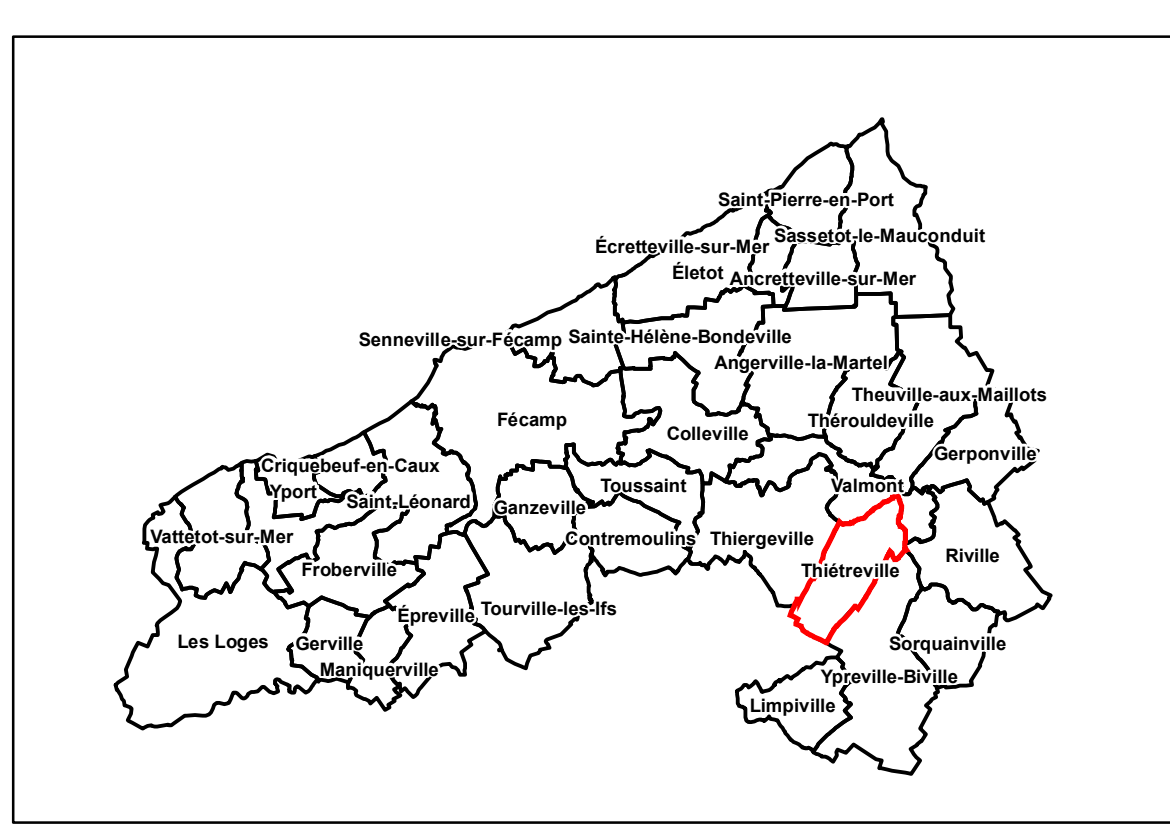 Saint-Pierre-en-Port
Sassetot-le-Mauconduit
Écretteville-sur-Mer
Életot
Ancretteville-sur-Mer
Senneville-sur-Fécamp
Sainte-Hélène-Bondeville
Angerville-la-Martel
Theuville-aux-Maillots
Fécamp
Thérouldeville
Colleville
Gerponville
Criquebeuf-en-Caux
Yport
Saint-Léonard
Toussaint
Valmont
Ganzeville
Vattetot-sur-Mer
Contremoulins
Thiergeville
Riville
Froberville
Thiétreville
Épreville
Tourville-les-Ifs
Les Loges
Gerville
Sorquainville
Maniquerville
Ypreville-Biville
Limpiville